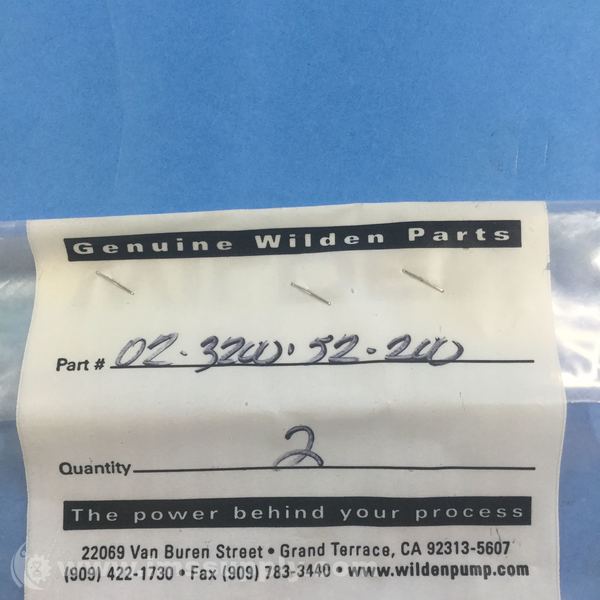 Genuine Wilden Parts
Part # 02-3200-52-200
Quantity 2
The power behind your process
22069 Van Buren Street • Grand Terrace, CA 92313-5607
(909) 422-1730 • Fax (909) 783-3440 • www.wildenpump.com